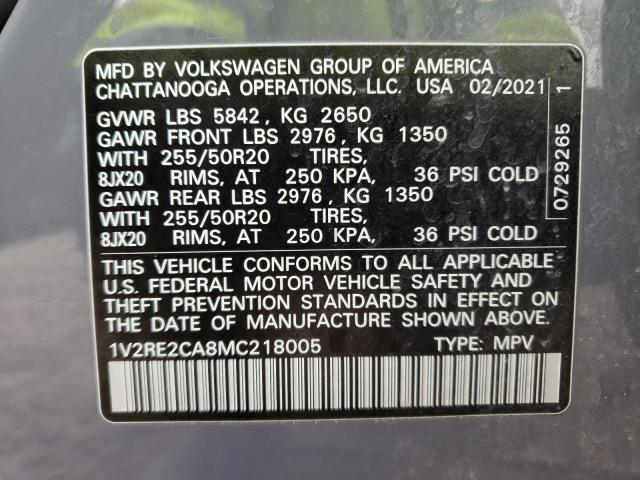 MFD BY VOLKSWAGEN GROUP OF AMERICA
CHATTANOOGA OPERATIONS, LLC. USA 02/2021
GVWR LBS 5842, KG 2650
GAWR FRONT LBS 2976, KG 1350
WITH 255/50R20 TIRES,
8JX20 RIMS, AT 250 KPA, 36 PSI COLD
GAWR REAR LBS 2976, KG 1350
WITH 255/50R20 TIRES,
8JX20 RIMS, AT 250 KPA, 36 PSI COLD
THIS VEHICLE CONFORMS TO ALL APPLICABLE
U.S. FEDERAL MOTOR VEHICLE SAFETY AND
THEFT PREVENTION STANDARDS IN EFFECT ON
THE DATE OF MANUFACTURE SHOWN ABOVE.
1V2RE2CA8MC218005 TYPE: MPV
0729265 1